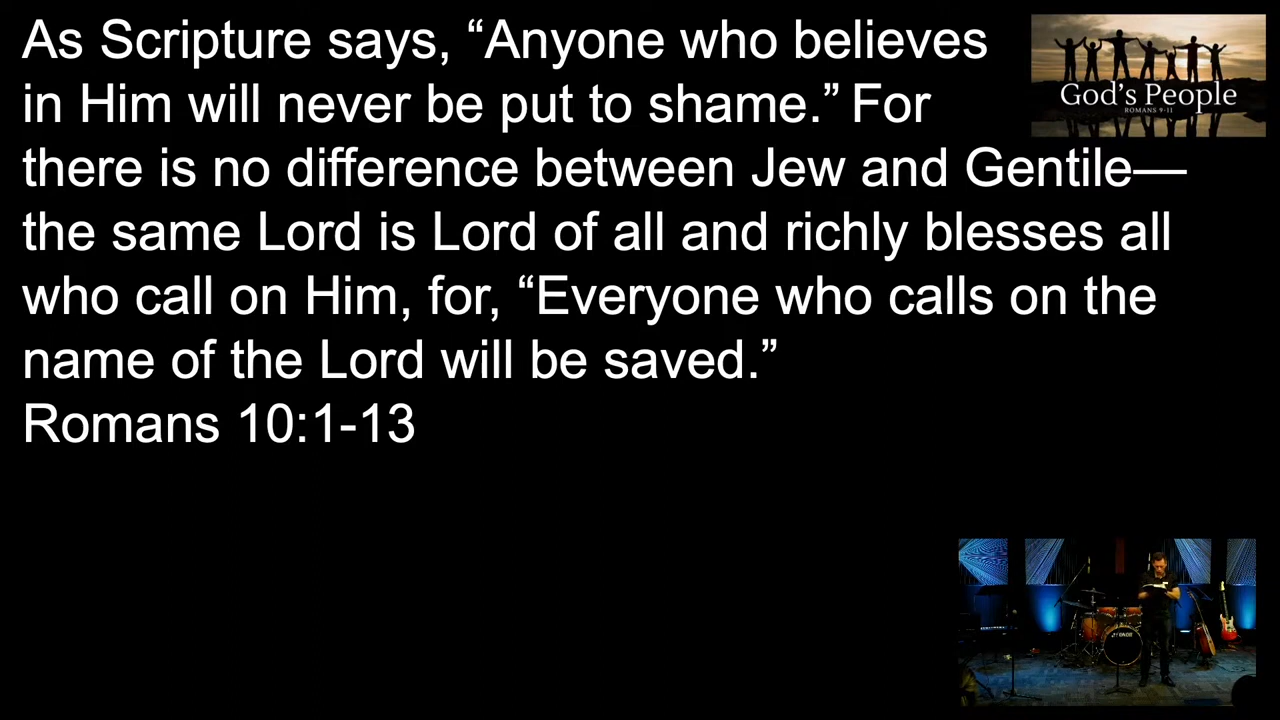 As Scripture says, “Anyone who believes
in Him will never be put to shame.” For
there is no difference between Jew and Gentile—
the same Lord is Lord of all and richly blesses all
who call on Him, for, “Everyone who calls on the
name of the Lord will be saved.”
Romans 10:1-13
God's People
ROMANS 9-11